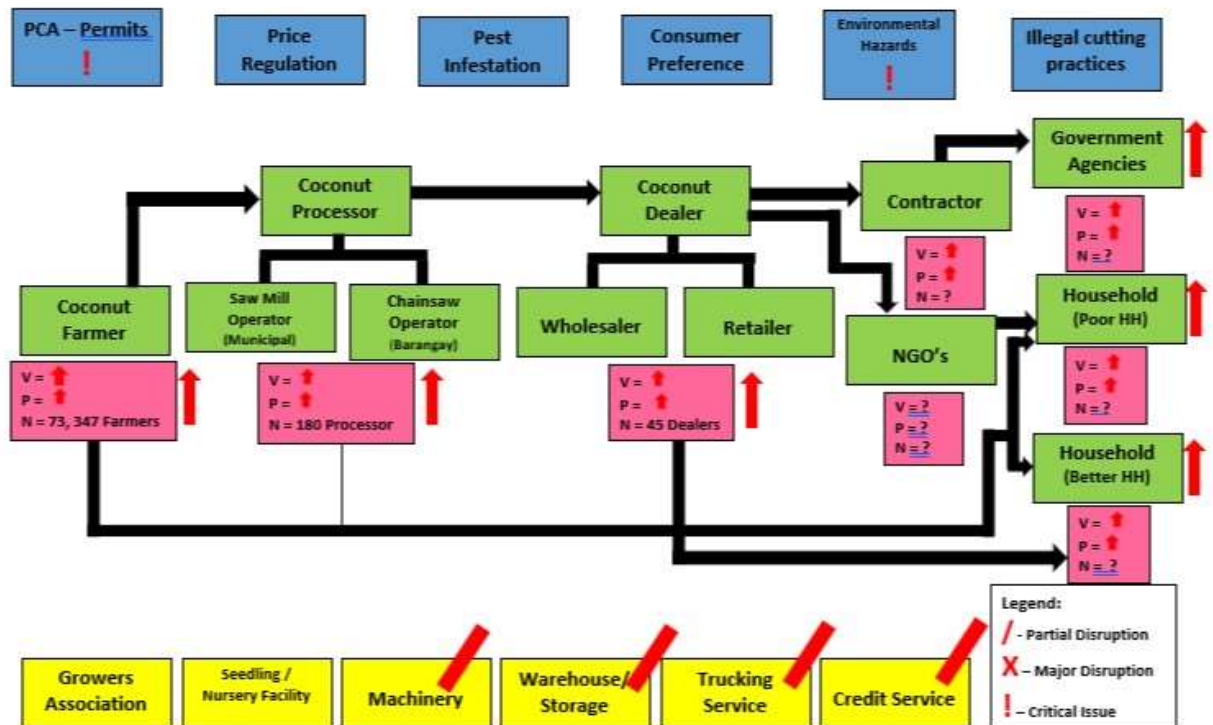 PCA – Permits
!
Price
Regulation
Pest
Infestation
Consumer
Preference
Environmental
Hazards
!
Illegal cutting
practices
Government
Agencies
V =
P =
N = ?
Coconut
Processor
Coconut
Dealer
Contractor
V =
P =
N = ?
Coconut
Farmer
V =
P =
N = 73, 347 Farmers
Saw Mill
Operator
(Municipal)
Chainsaw
Operator
(Barangay)
V =
P =
N = 180 Processor
Wholesaler
Retailer
V =
P =
N = 45 Dealers
NGO's
V = ?
P = ?
N = ?
Household
(Poor HH)
V =
P =
N = ?
Household
(Better HH)
V =
P =
N = ?
Legend:
/ - Partial Disruption
X – Major Disruption
! – Critical Issue
Growers
Association
Seedling /
Nursery Facility
Machinery
Warehouse/
Storage
Trucking
Service
Credit Service